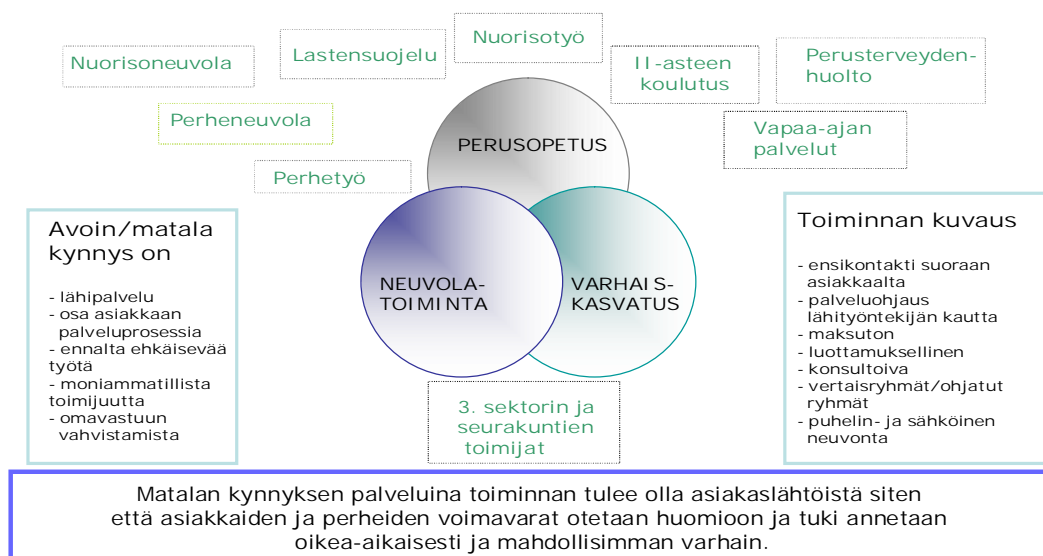 Nuorisotyö
Lastensuojelu
Nuorisoneuvola
II-asteen
koulutus
Perusterveyden-
huolto
Perheneuvola
Vapaa-ajan
palvelut
Perhetyö
PERUSOPETUS
NEUVOLA-
TOIMINTA
VARHAIS-
KASVATUS
Avoin/matala
kynnys on
- lähipalvelu
- osa asiakkaan
palveluprosessia
- ennalta ehkäisevää
työtä
- moniammatillista
toimijuutta
- omavastuun
vahvistamista
Toiminnan kuvaus
- ensikontakti suoraan
asiakkaalta
- palveluohjaus
lähityöntekijän kautta
- maksuton
- luottamuksellinen
- konsultoiva
- vertaisryhmät/ohjatut
ryhmät
- puhelin- ja sähköinen
neuvonta
3. sektorin ja
seurakuntien
toimijat
Matalan kynnyksen palveluina toiminnan tulee olla asiakaslähtöistä siten
että asiakkaiden ja perheiden voimavarat otetaan huomioon ja tuki annetaan
oikea-aikaisesti ja mahdollisimman varhain.